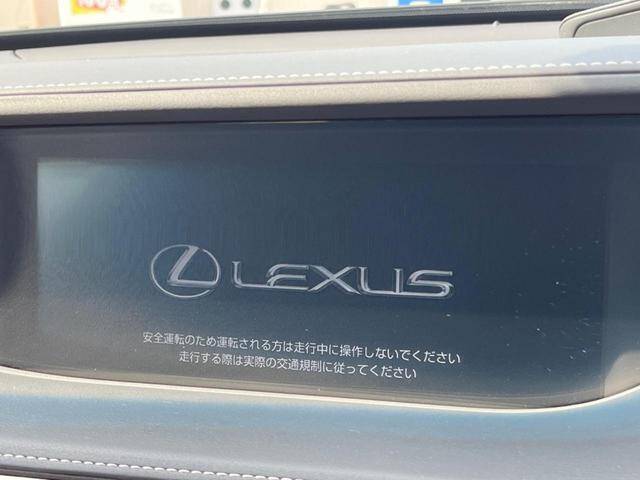 LEXUS
安全運転のため運転される方は走行中に操作しないでください
走行する際は実際の交通規制に従ってください